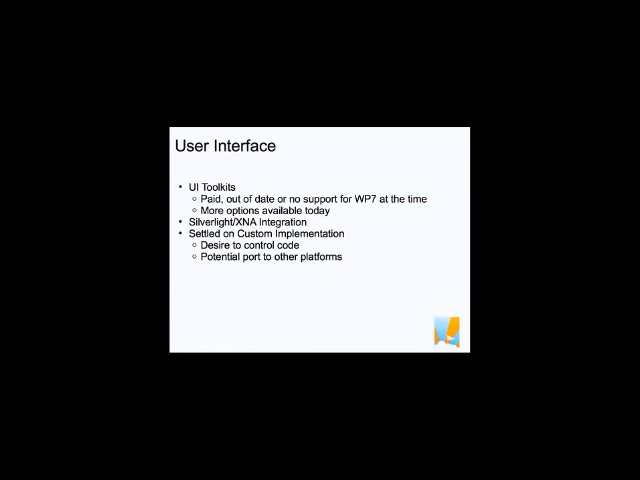 User Interface
• UI Toolkits
○ Paid, out of date or no support for WP7 at the time
○ More options available today
• Silverlight/XNA Integration
• Settled on Custom Implementation
○ Desire to control code
○ Potential port to other platforms